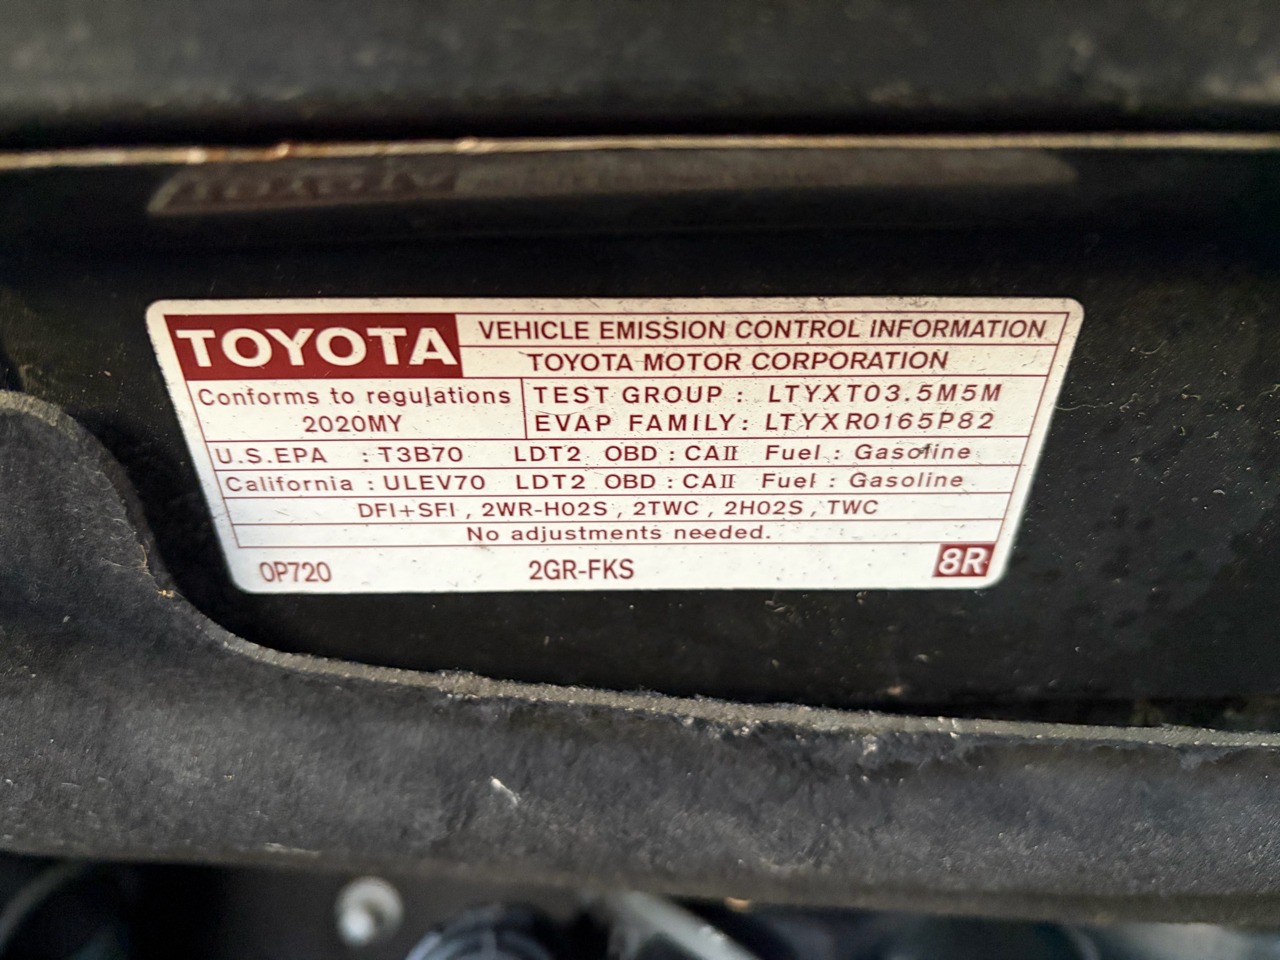 TOYOTA
VEHICLE EMISSION CONTROL INFORMATION
TOYOTA MOTOR CORPORATION
Conforms to regulations
2020MY
TEST GROUP : LTYXT03.5M5M
EVAP FAMILY: LTYXR0165P82
U.S.EPA : T3B70 LDT2 OBD : CAII Fuel : Gasoline
California : ULEV70 LDT2 OBD : CAII Fuel : Gasoline
DFI+SFI , 2WR-HO2S , 2TWC , 2HO2S , TWC
No adjustments needed.
0P720 2GR-FKS 8R